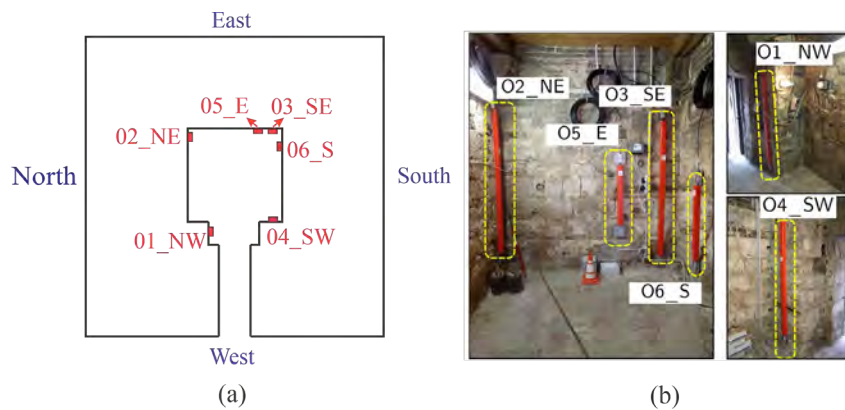 East
05_E 03_SE
02_NE
06_S
North
South
01_NW
04_SW
West
(a)
O1_NW
O2_NE
O3_SE
O5_E
O4_SW
O6_S
(b)